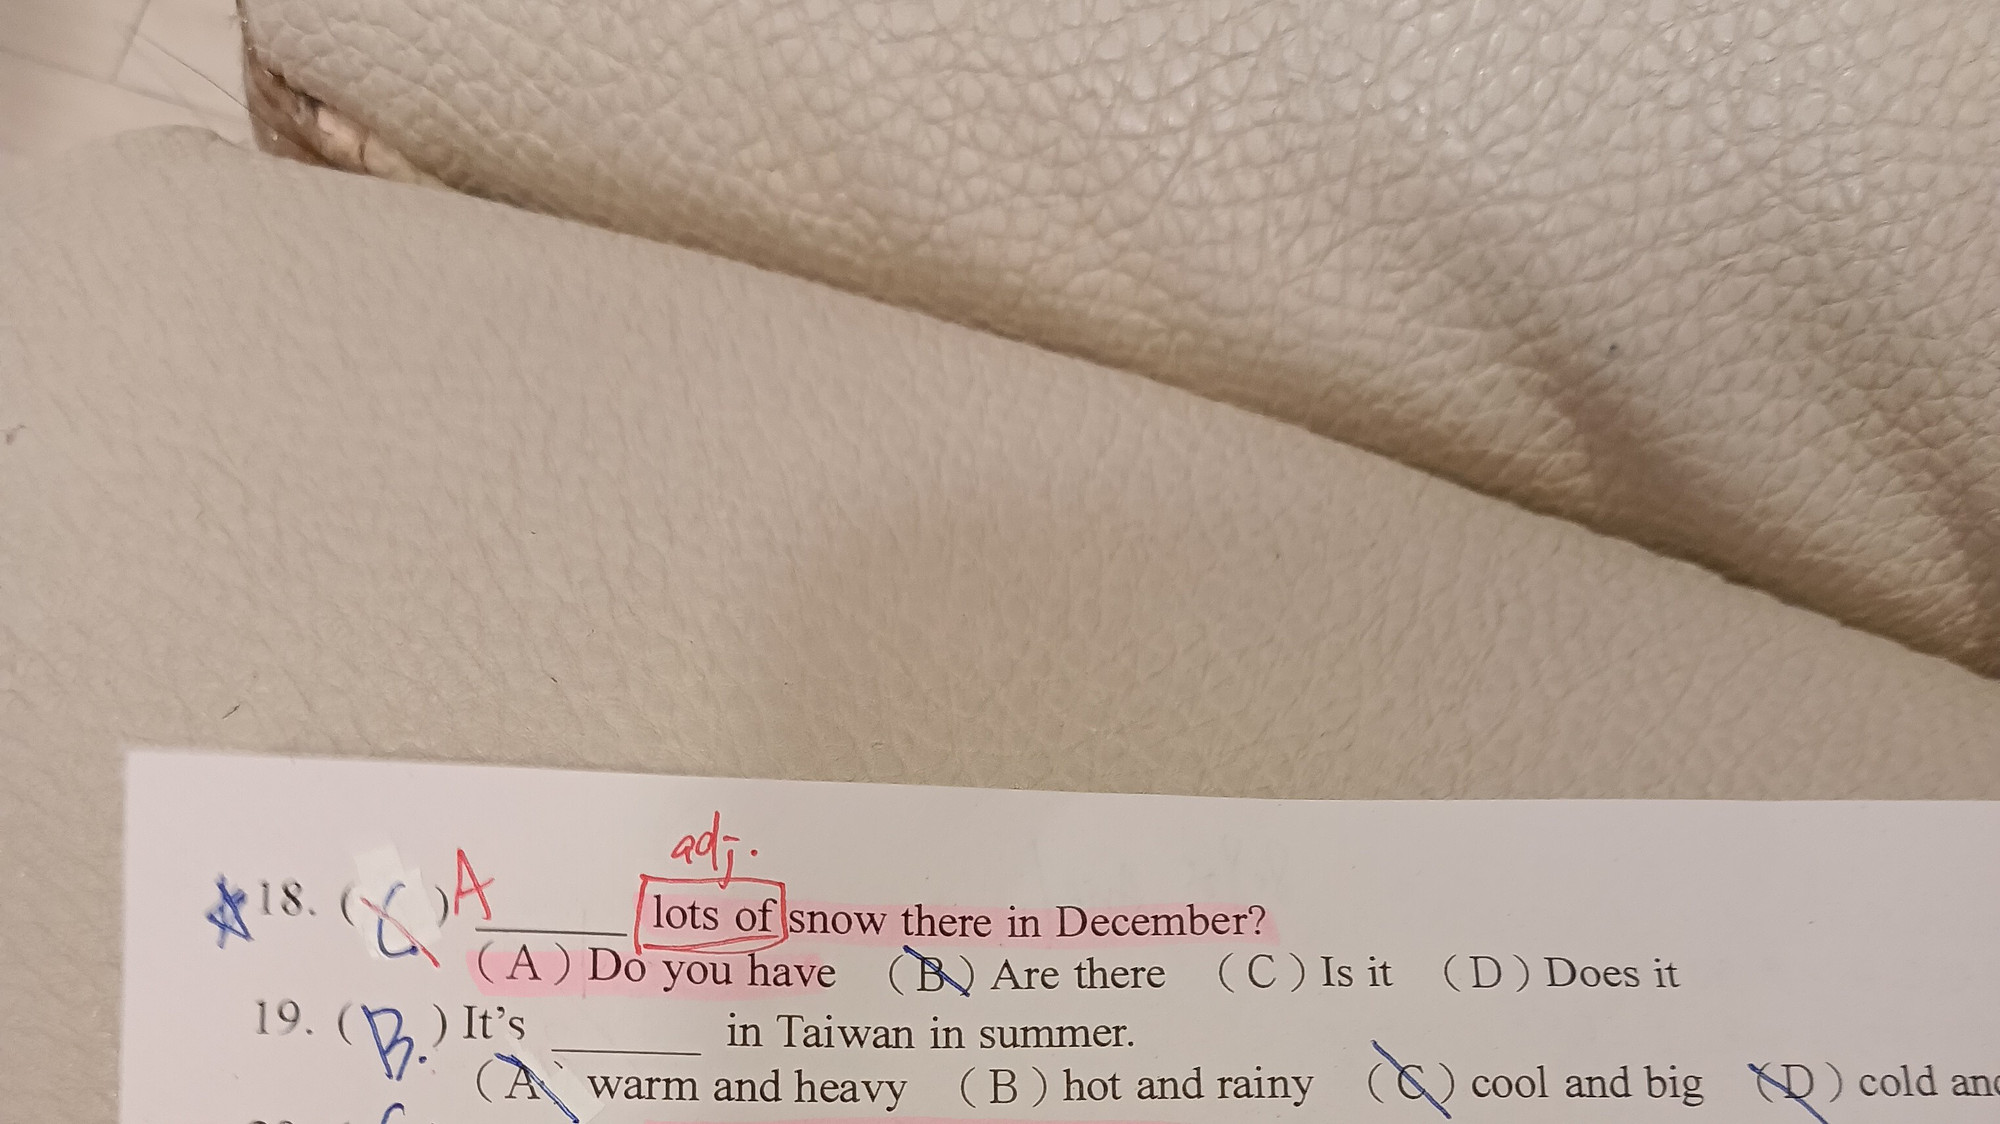 adj.
18. ( C ) A ______ lots of snow there in December?
(A) Do you have (B) Are there (C) Is it (D) Does it
19. ( B. ) It's ______ in Taiwan in summer.
(A) warm and heavy (B) hot and rainy (C) cool and big (D) cold